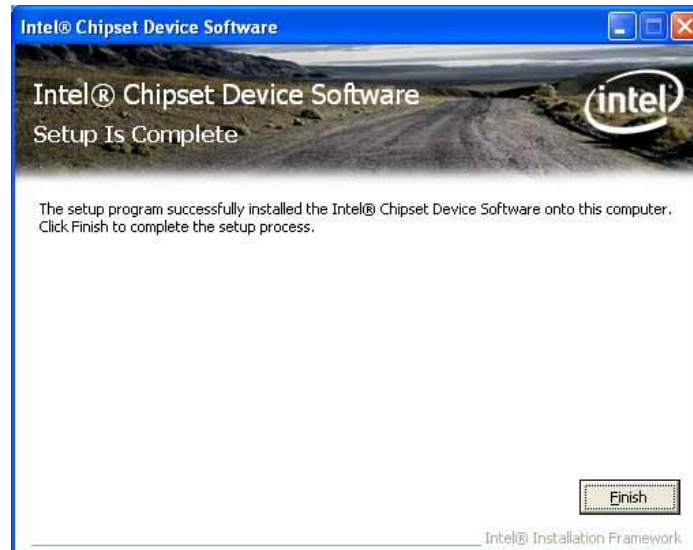 Intel® Chipset Device Software
Intel® Chipset Device Software
intel
Setup Is Complete
The setup program successfully installed the Intel® Chipset Device Software onto this computer.
Click Finish to complete the setup process.
Finish
Intel® Installation Framework